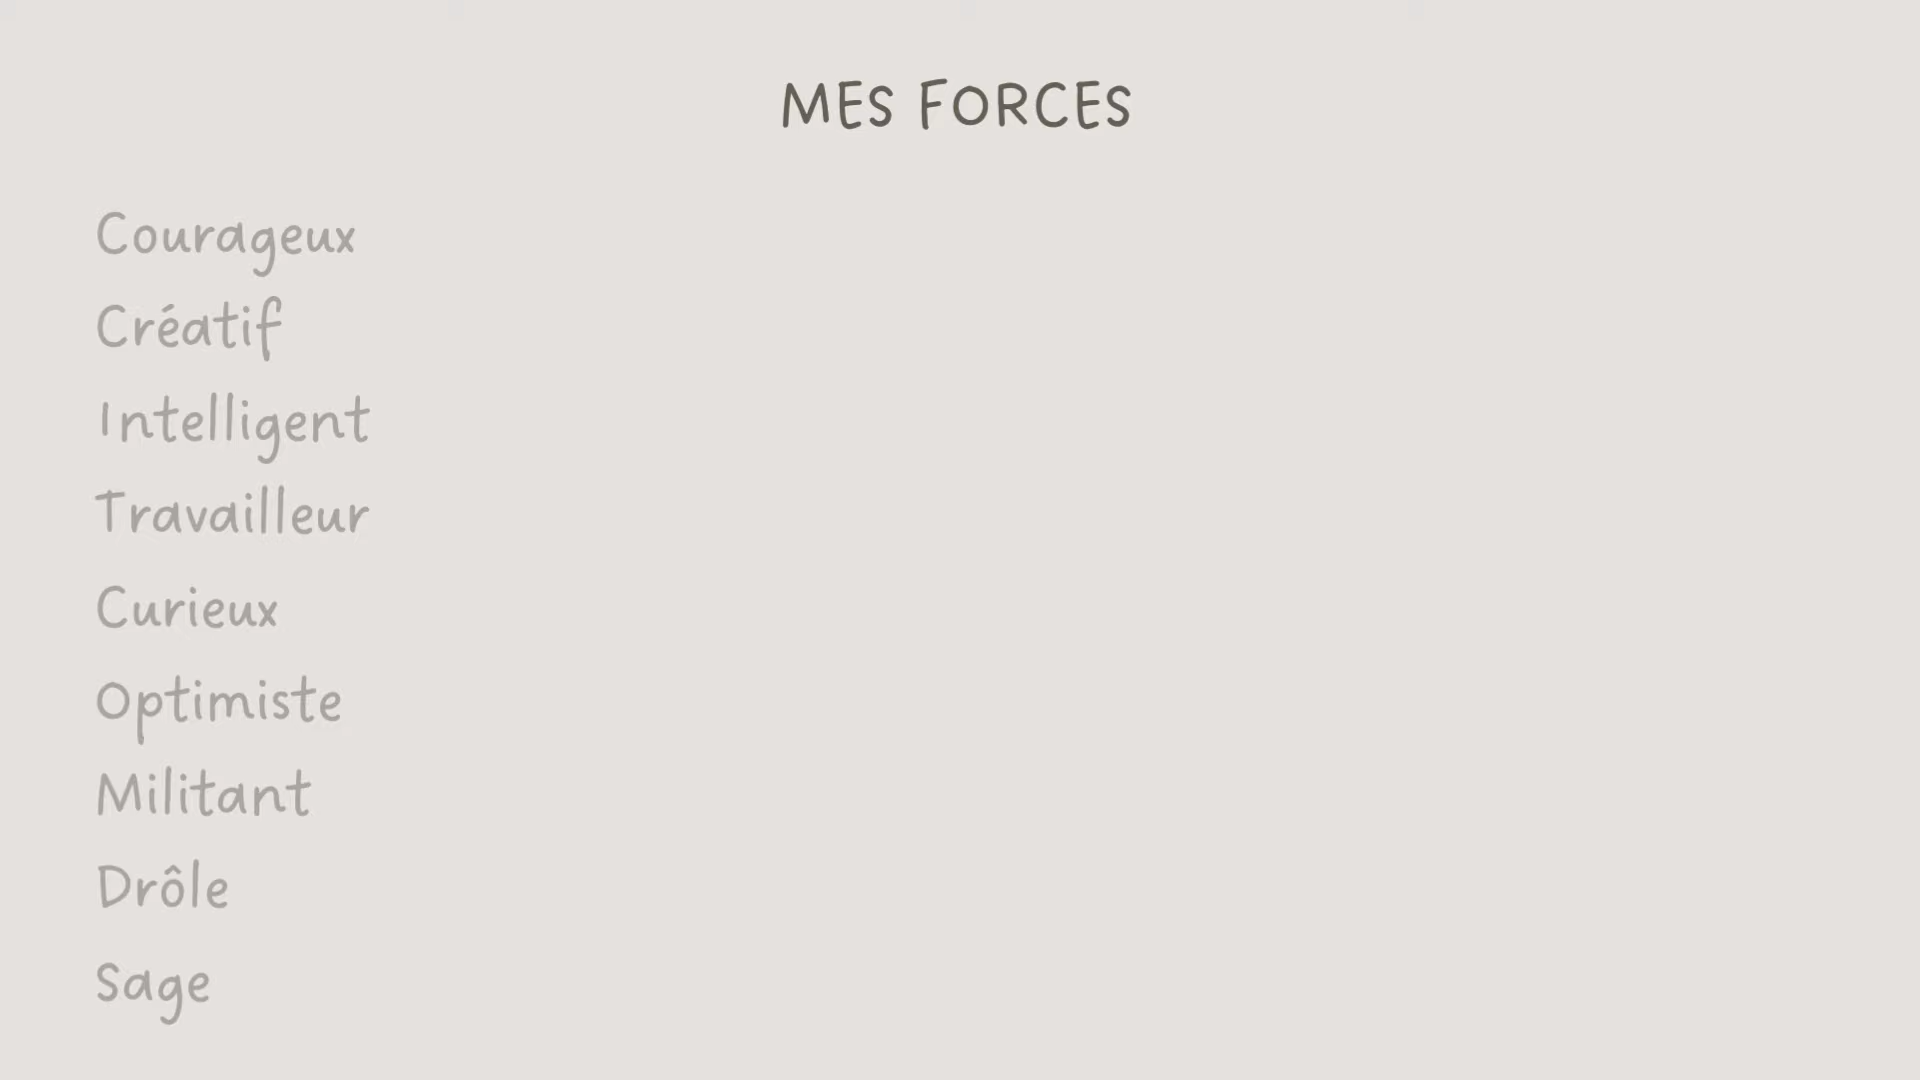 MES FORCES
Courageux
Créatif
Intelligent
Travailleur
Curieux
Optimiste
Militant
Drôle
Sage